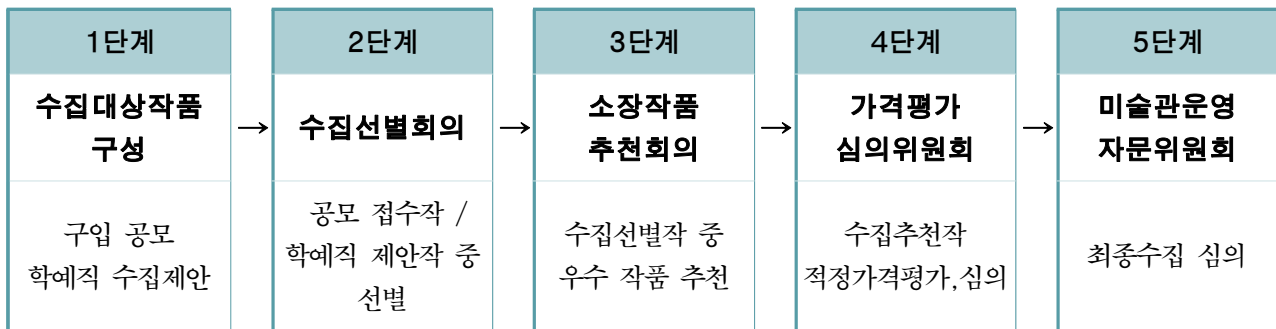 1단계
수집대상작품
구성
구입 공모
학예직 수집제안
→
2단계
수집선별회의
공모 접수작 /
학예직 제안작 중
선별
→
3단계
소장작품
추천회의
수집선별작 중
우수 작품 추천
→
4단계
가격평가
심의위원회
수집추천작
적정가격평가,심의
→
5단계
미술관운영
자문위원회
최종수집 심의